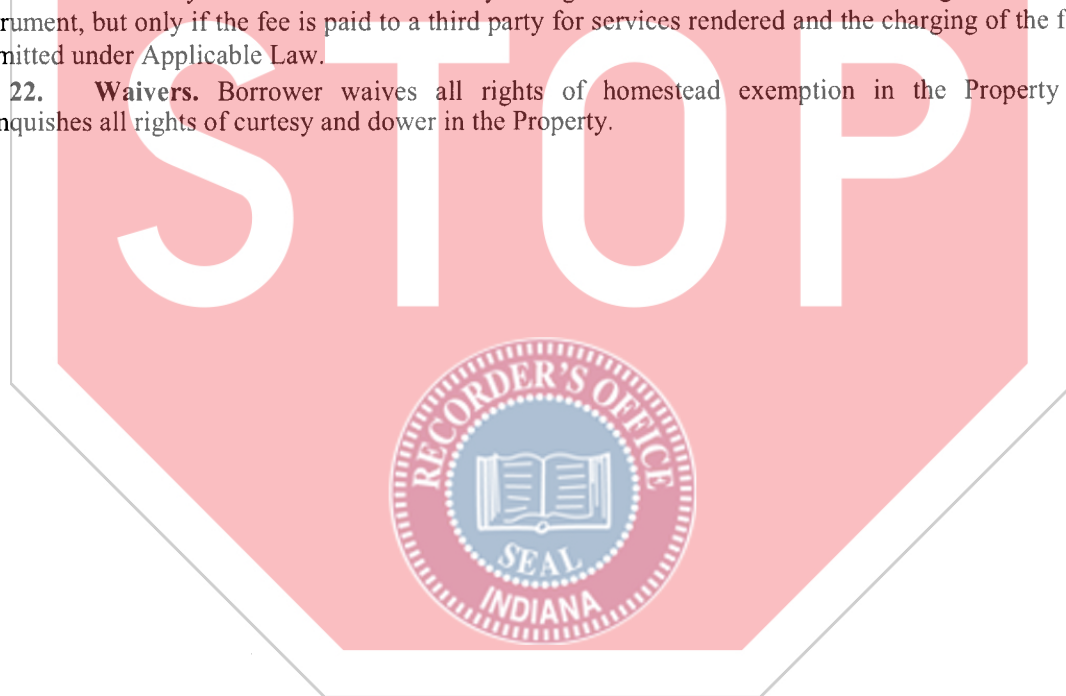 rument, but only if the fee is paid to a third party for services rendered and the charging of the f
mitted under Applicable Law.
22. Waivers. Borrower waives all rights of homestead exemption in the Property
nquishes all rights of curtesy and dower in the Property.
STOP
RECORDER'S OFFICE
SEAL
INDIANA